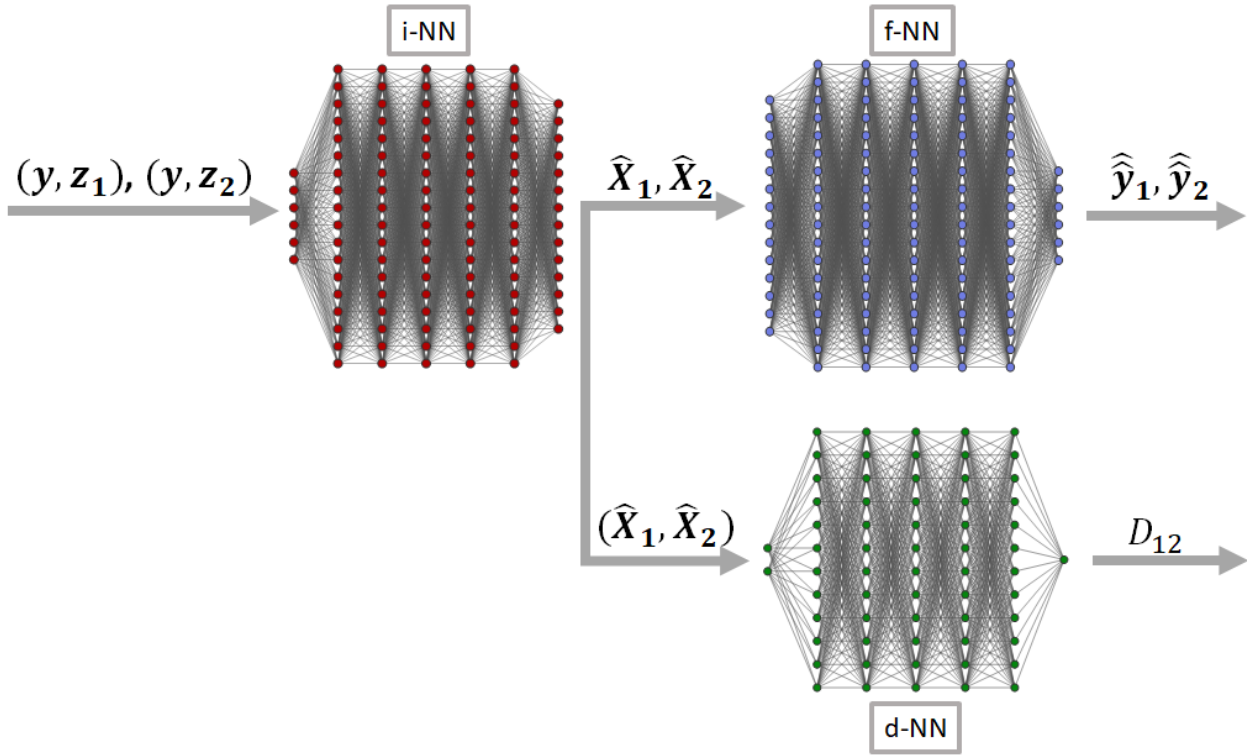 i-NN
f-NN
(y, z₁), (y, z₂)
X̂₁, X̂₂
ŷ̂₁, ŷ̂₂
(X̂₁, X̂₂)
D₁₂
d-NN